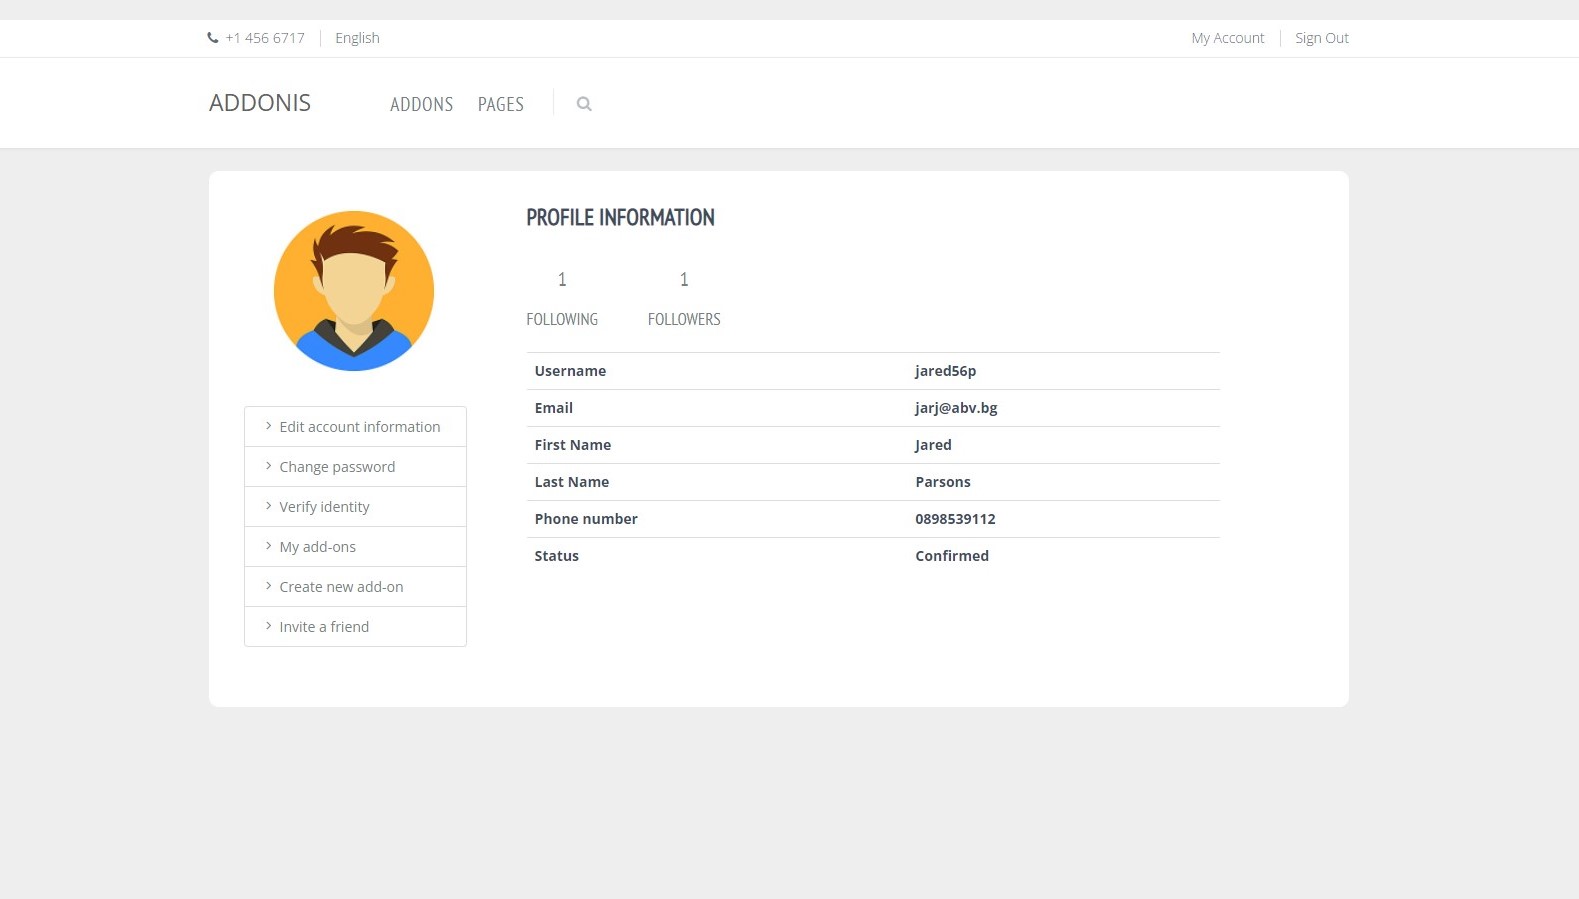 +1 456 6717 English My Account Sign Out
ADDONIS ADDONS PAGES
PROFILE INFORMATION
1 1
FOLLOWING FOLLOWERS
Username jared56p
Email jarj@abv.bg
First Name Jared
Last Name Parsons
Phone number 0898539112
Status Confirmed
Edit account information
Change password
Verify identity
My add-ons
Create new add-on
Invite a friend